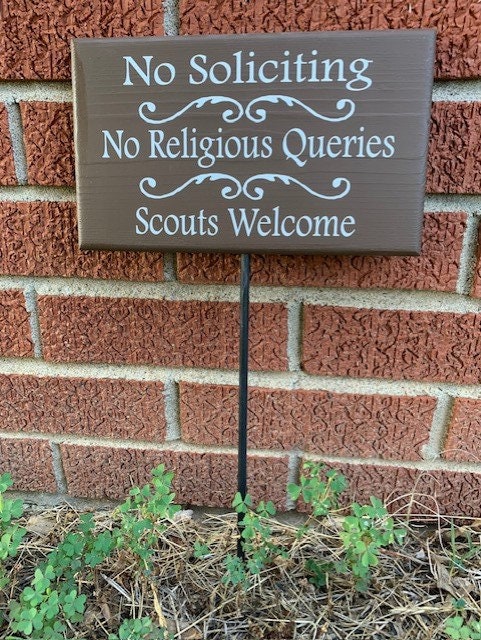 No Soliciting
No Religious Queries
Scouts Welcome